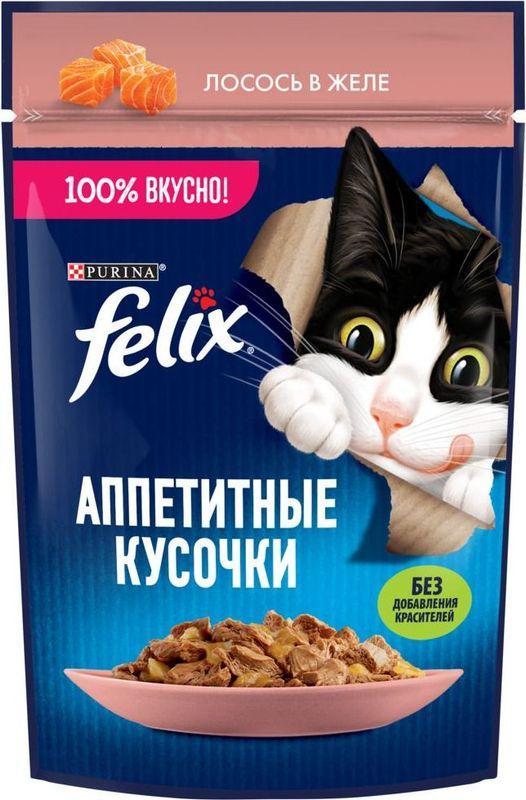 ЛОСОСЬ В ЖЕЛЕ
100% ВКУСНО!
PURINA®
felix®
АППЕТИТНЫЕ
КУСОЧКИ
БЕЗ
ДОБАВЛЕНИЯ
КРАСИТЕЛЕЙ